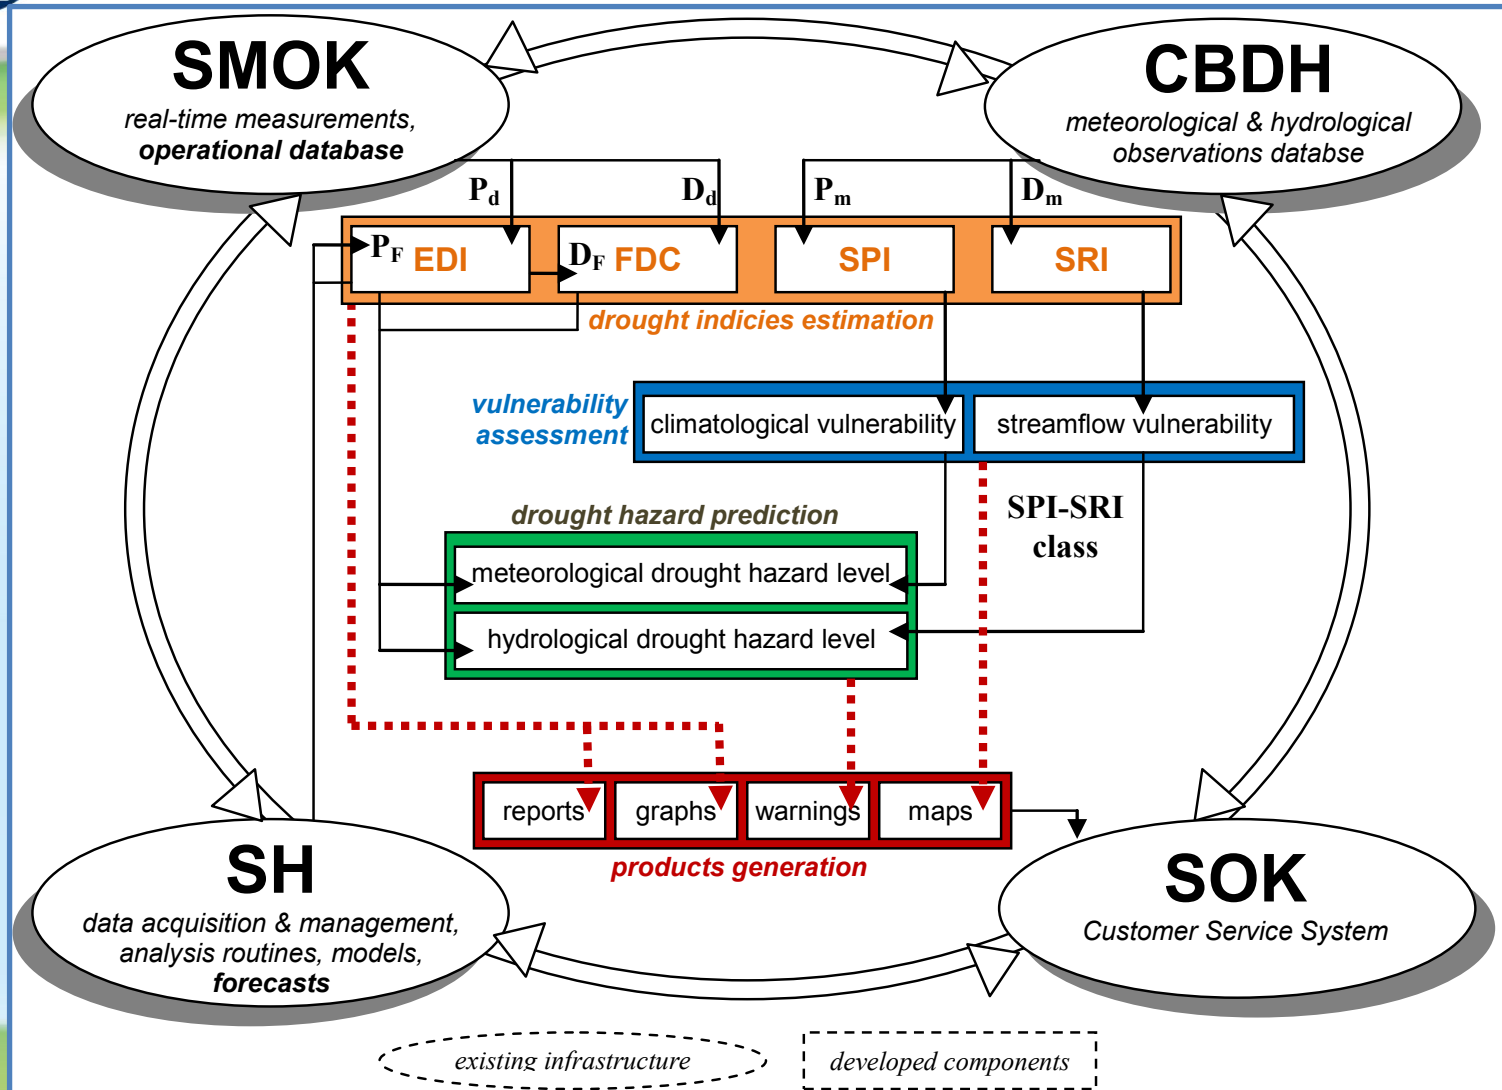 SMOK
real-time measurements,
operational database
CBDH
meteorological & hydrological
observations databse
Pd
Dd
Pm
Dm
PF
EDI
DF
FDC
SPI
SRI
drought indicies estimation
vulnerability
assessment
climatological vulnerability
streamflow vulnerability
SPI-SRI
class
drought hazard prediction
meteorological drought hazard level
hydrological drought hazard level
reports
graphs
warnings
maps
products generation
SH
data acquisition & management,
analysis routines, models,
forecasts
SOK
Customer Service System
existing infrastructure
developed components